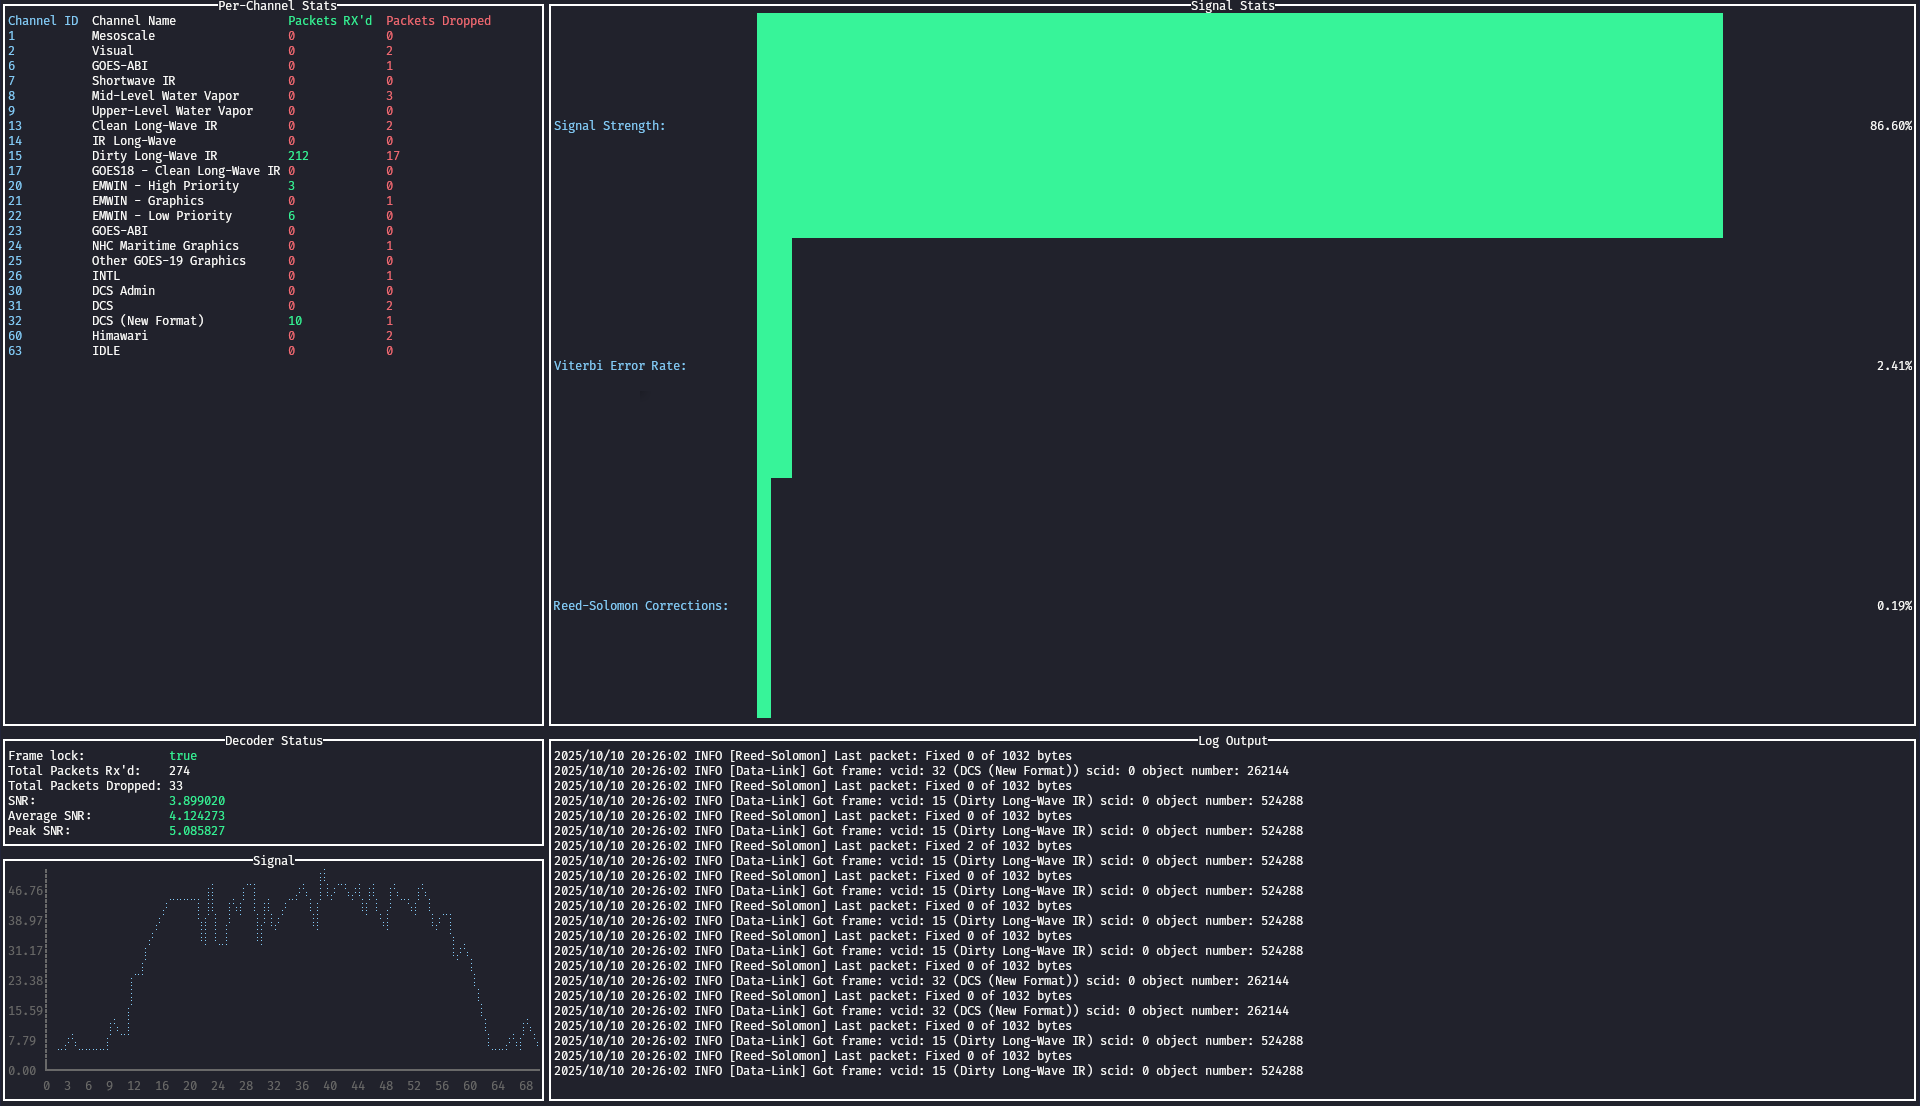 Per-Channel Stats
Channel ID  Channel Name  Packets RX'd  Packets Dropped
1  Mesoscale  0  0
2  Visual  0  2
6  GOES-ABI  0  1
7  Shortwave IR  0  0
8  Mid-Level Water Vapor  0  3
9  Upper-Level Water Vapor  0  0
13  Clean Long-Wave IR  0  2
14  IR Long-Wave  0  0
15  Dirty Long-Wave IR  212  17
17  GOES18 - Clean Long-Wave IR  0  0
20  EMWIN - High Priority  3  0
21  EMWIN - Graphics  0  1
22  EMWIN - Low Priority  6  0
23  GOES-ABI  0  0
24  NHC Maritime Graphics  0  1
25  Other GOES-19 Graphics  0  0
26  INTL  0  1
30  DCS Admin  0  0
31  DCS  0  2
32  DCS (New Format)  10  1
60  Himawari  0  2
63  IDLE  0  0
Signal Stats
Signal Strength:  86.60%
Viterbi Error Rate:  2.41%
Reed-Solomon Corrections:  0.19%
Decoder Status
Frame lock:  true
Total Packets Rx'd:  274
Total Packets Dropped: 33
SNR:  3.899020
Average SNR:  4.124273
Peak SNR:  5.085827
Signal
46.76
38.97
31.17
23.38
15.59
7.79
0.00
0  3  6  9  12  16  20  24  28  32  36  40  44  48  52  56  60  64  68
Log Output
2025/10/10 20:26:02 INFO [Reed-Solomon] Last packet: Fixed 0 of 1032 bytes
2025/10/10 20:26:02 INFO [Data-Link] Got frame: vcid: 32 (DCS (New Format)) scid: 0 object number: 262144
2025/10/10 20:26:02 INFO [Reed-Solomon] Last packet: Fixed 0 of 1032 bytes
2025/10/10 20:26:02 INFO [Data-Link] Got frame: vcid: 15 (Dirty Long-Wave IR) scid: 0 object number: 524288
2025/10/10 20:26:02 INFO [Reed-Solomon] Last packet: Fixed 0 of 1032 bytes
2025/10/10 20:26:02 INFO [Data-Link] Got frame: vcid: 15 (Dirty Long-Wave IR) scid: 0 object number: 524288
2025/10/10 20:26:02 INFO [Reed-Solomon] Last packet: Fixed 2 of 1032 bytes
2025/10/10 20:26:02 INFO [Data-Link] Got frame: vcid: 15 (Dirty Long-Wave IR) scid: 0 object number: 524288
2025/10/10 20:26:02 INFO [Reed-Solomon] Last packet: Fixed 0 of 1032 bytes
2025/10/10 20:26:02 INFO [Data-Link] Got frame: vcid: 15 (Dirty Long-Wave IR) scid: 0 object number: 524288
2025/10/10 20:26:02 INFO [Reed-Solomon] Last packet: Fixed 0 of 1032 bytes
2025/10/10 20:26:02 INFO [Data-Link] Got frame: vcid: 15 (Dirty Long-Wave IR) scid: 0 object number: 524288
2025/10/10 20:26:02 INFO [Reed-Solomon] Last packet: Fixed 0 of 1032 bytes
2025/10/10 20:26:02 INFO [Data-Link] Got frame: vcid: 15 (Dirty Long-Wave IR) scid: 0 object number: 524288
2025/10/10 20:26:02 INFO [Reed-Solomon] Last packet: Fixed 0 of 1032 bytes
2025/10/10 20:26:02 INFO [Data-Link] Got frame: vcid: 32 (DCS (New Format)) scid: 0 object number: 262144
2025/10/10 20:26:02 INFO [Reed-Solomon] Last packet: Fixed 0 of 1032 bytes
2025/10/10 20:26:02 INFO [Data-Link] Got frame: vcid: 32 (DCS (New Format)) scid: 0 object number: 262144
2025/10/10 20:26:02 INFO [Reed-Solomon] Last packet: Fixed 0 of 1032 bytes
2025/10/10 20:26:02 INFO [Data-Link] Got frame: vcid: 15 (Dirty Long-Wave IR) scid: 0 object number: 524288
2025/10/10 20:26:02 INFO [Reed-Solomon] Last packet: Fixed 0 of 1032 bytes
2025/10/10 20:26:02 INFO [Data-Link] Got frame: vcid: 15 (Dirty Long-Wave IR) scid: 0 object number: 524288